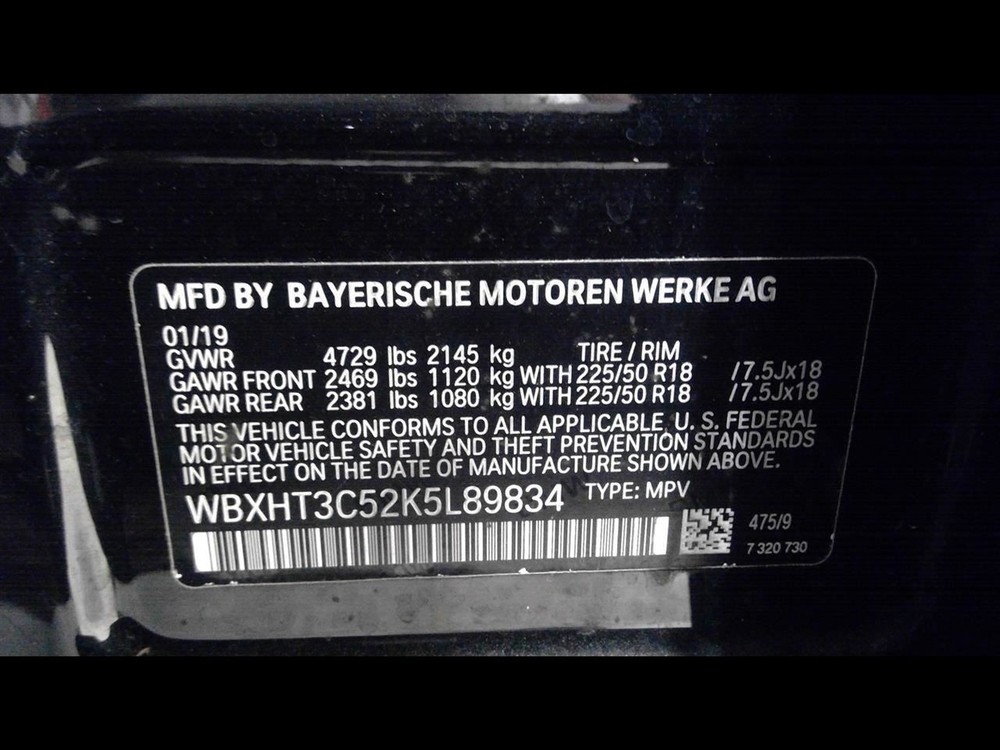 MFD BY BAYERISCHE MOTOREN WERKE AG
01/19
GVWR 4729 lbs 2145 kg TIRE / RIM
GAWR FRONT 2469 lbs 1120 kg WITH 225/50 R18 /7.5Jx18
GAWR REAR 2381 lbs 1080 kg WITH 225/50 R18 /7.5Jx18
THIS VEHICLE CONFORMS TO ALL APPLICABLE U. S. FEDERAL
MOTOR VEHICLE SAFETY AND THEFT PREVENTION STANDARDS
IN EFFECT ON THE DATE OF MANUFACTURE SHOWN ABOVE.
WBXHT3C52K5L89834 TYPE: MPV
475/9
7 320 730